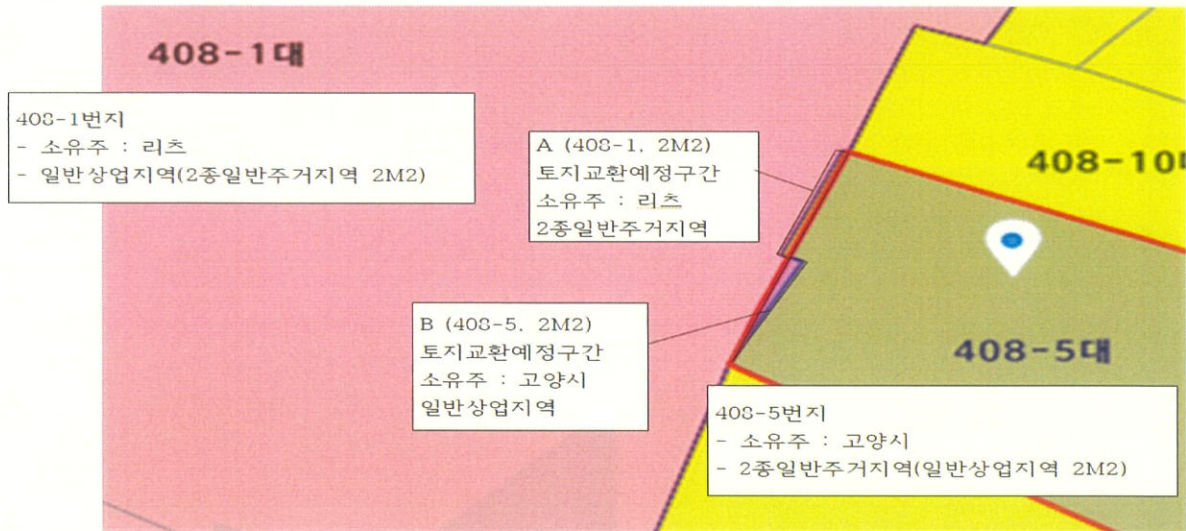 408-1대
408-1번지
- 소유주 : 리츠
- 일반상업지역(2종일반주거지역 2M2)
A (408-1, 2M2)
토지교환예정구간
소유주 : 리츠
2종일반주거지역
408-10대
B (408-5, 2M2)
토지교환예정구간
소유주 : 고양시
일반상업지역
408-5대
408-5번지
- 소유주 : 고양시
- 2종일반주거지역(일반상업지역 2M2)